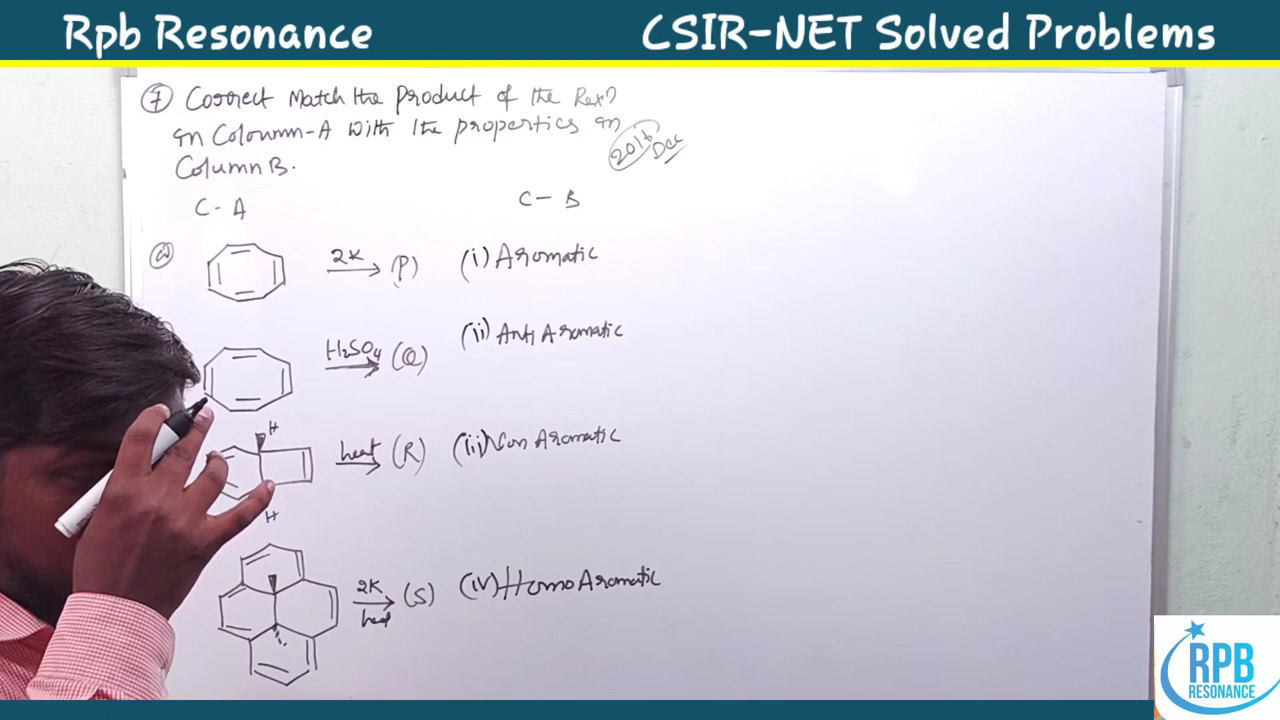 Rpb Resonance
CSIR-NET Solved Problems
7 Correct Match the product of the Rexn
in Coloumn-A with the properties in
Column B.
2016 Dec
C - A
C - B
a 2K (P) (i) Aromatic
H2SO4 (Q) (ii) Anti Aromatic
H
heat (R) (iii) Non Aromatic
H
2K (S) (iv) Homo Aromatic
heat
RPB
RESONANCE